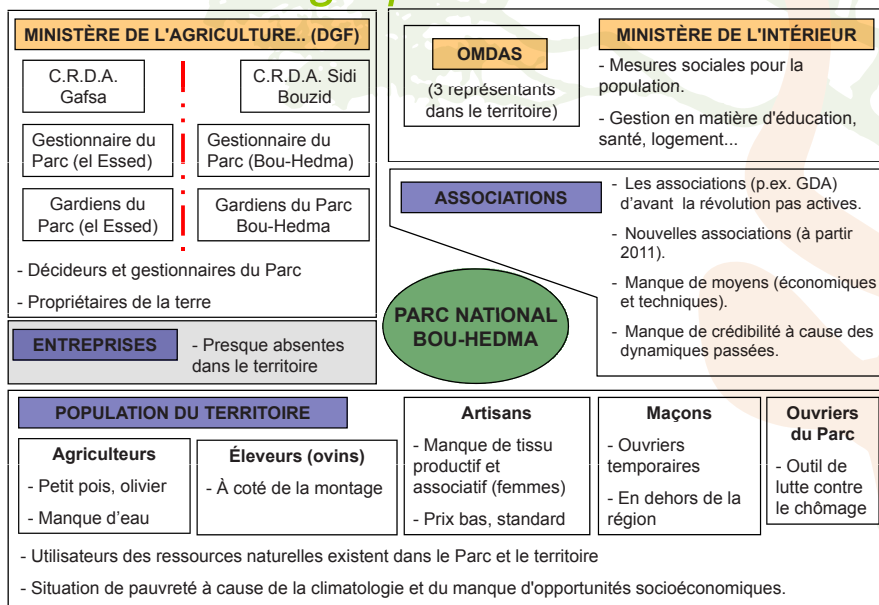 MINISTÈRE DE L'AGRICULTURE.. (DGF)
C.R.D.A.
Gafsa
C.R.D.A. Sidi
Bouzid
Gestionnaire du
Parc (el Essed)
Gestionnaire du
Parc (Bou-Hedma)
Gardiens du
Parc (el Essed)
Gardiens du Parc
Bou-Hedma
- Décideurs et gestionnaires du Parc
- Propriétaires de la terre
OMDAS
(3 représentants
dans le territoire)
MINISTÈRE DE L'INTÉRIEUR
- Mesures sociales pour la
population.
- Gestion en matière d'éducation,
santé, logement...
ASSOCIATIONS
- Les associations (p.ex. GDA)
d'avant la révolution pas actives.
- Nouvelles associations (à partir
2011).
- Manque de moyens (économiques
et techniques).
- Manque de crédibilité à cause des
dynamiques passées.
PARC NATIONAL
BOU-HEDMA
ENTREPRISES
- Presque absentes
dans le territoire
POPULATION DU TERRITOIRE
Agriculteurs
- Petit pois, olivier
- Manque d'eau
Éleveurs (ovins)
- À coté de la montage
Artisans
- Manque de tissu
productif et
associatif (femmes)
- Prix bas, standard
Maçons
- Ouvriers
temporaires
- En dehors de la
région
Ouvriers
du Parc
- Outil de
lutte contre
le chômage
- Utilisateurs des ressources naturelles existent dans le Parc et le territoire
- Situation de pauvreté à cause de la climatologie et du manque d'opportunités socioéconomiques.